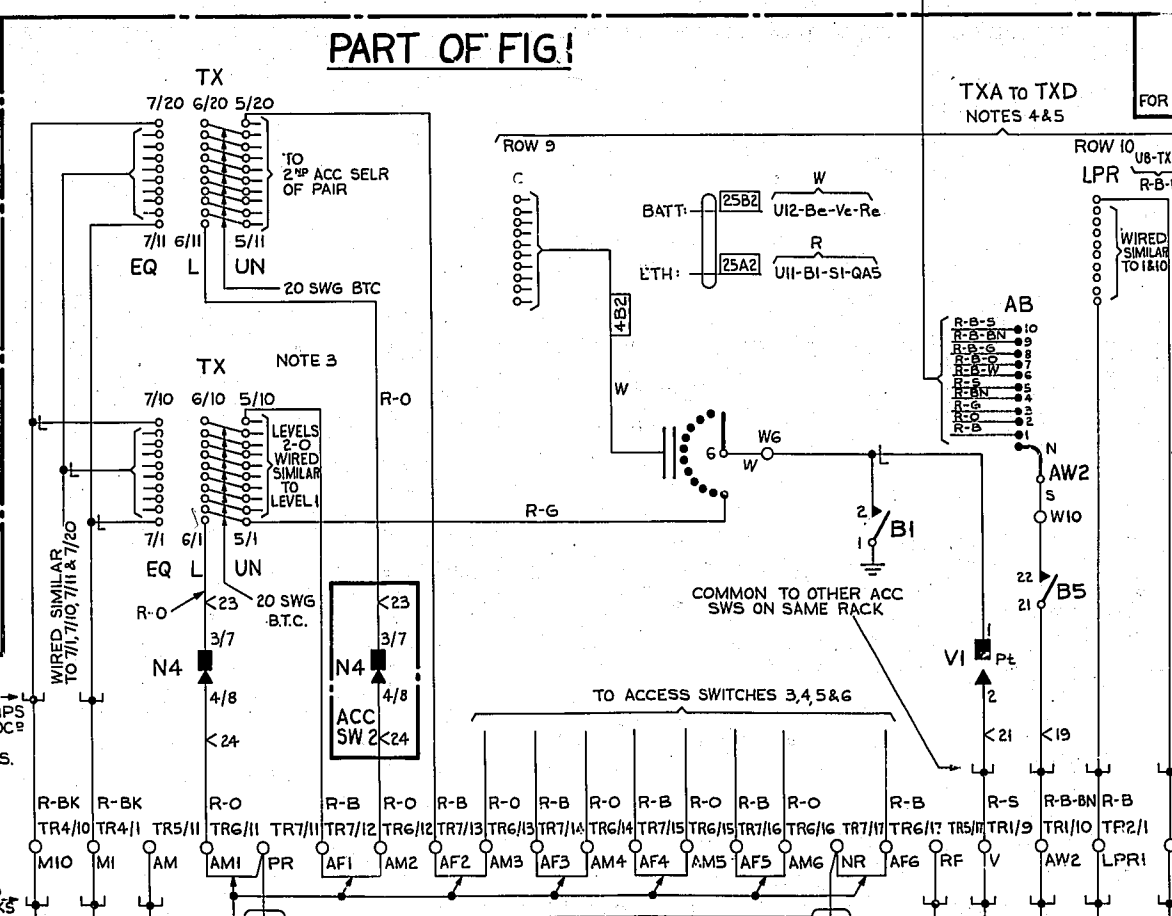 PART OF FIG.1
TX
7/20 6/20 5/20
TO
2ND ACC SELR
OF PAIR
7/11 6/11 5/11
EQ L UN
20 SWG BTC
TX
NOTE 3
7/10 6/10 5/10
R-O
LEVELS
2-0
WIRED
SIMILAR
TO
LEVEL 1
7/1 6/1 5/1
EQ L UN
R-G
WIRED SIMILAR
TO 7/1, 7/10, 7/11 & 7/20
R-O
20 SWG
B.T.C.
23
3/7
N4
4/8
24
23
3/7
N4
4/8
ACC
SW 2
24
TXA TO TXD
NOTES 4&5
FOR
ROW 9
C
BATT:
25B2
W
U12-Be-Ve-Re
ETH:
25A2
R
U11-B1-S1-QA5
4B2
W
6
W
W6
L
2
1
B1
ROW 10
LPR
U8-TX
R-B-
WIRED
SIMILAR
TO 1&10
AB
R-B-S 10
R-B-BN 9
R-B-G 8
R-B-O 7
R-B-W 6
R-S 5
R-BN 4
R-G 3
R-O 2
R-B 1
N
AW2
S
W10
22
21
B5
COMMON TO OTHER ACC
SWS ON SAME RACK
1
V1 Pt
2
21
19
TO ACCESS SWITCHES 3,4,5&6
R-BK R-BK R-O R-B R-O R-B R-O R-B R-O R-B R-O R-B R-O R-B R-S R-B-BN R-B
TR4/10 TR4/1 TR5/11 TR6/11 TR7/11 TR7/12 TR6/12 TR7/13 TR6/13 TR7/14 TR6/14 TR7/15 TR6/15 TR7/16 TR6/16 TR7/17 TR6/17 TR5/17 TR1/9 TR1/10 TR2/1
M10 M1 AM AM1 PR AF1 AM2 AF2 AM3 AF3 AM4 AF4 AM5 AF5 AM6 NR AF6 RF V AW2 LPR1